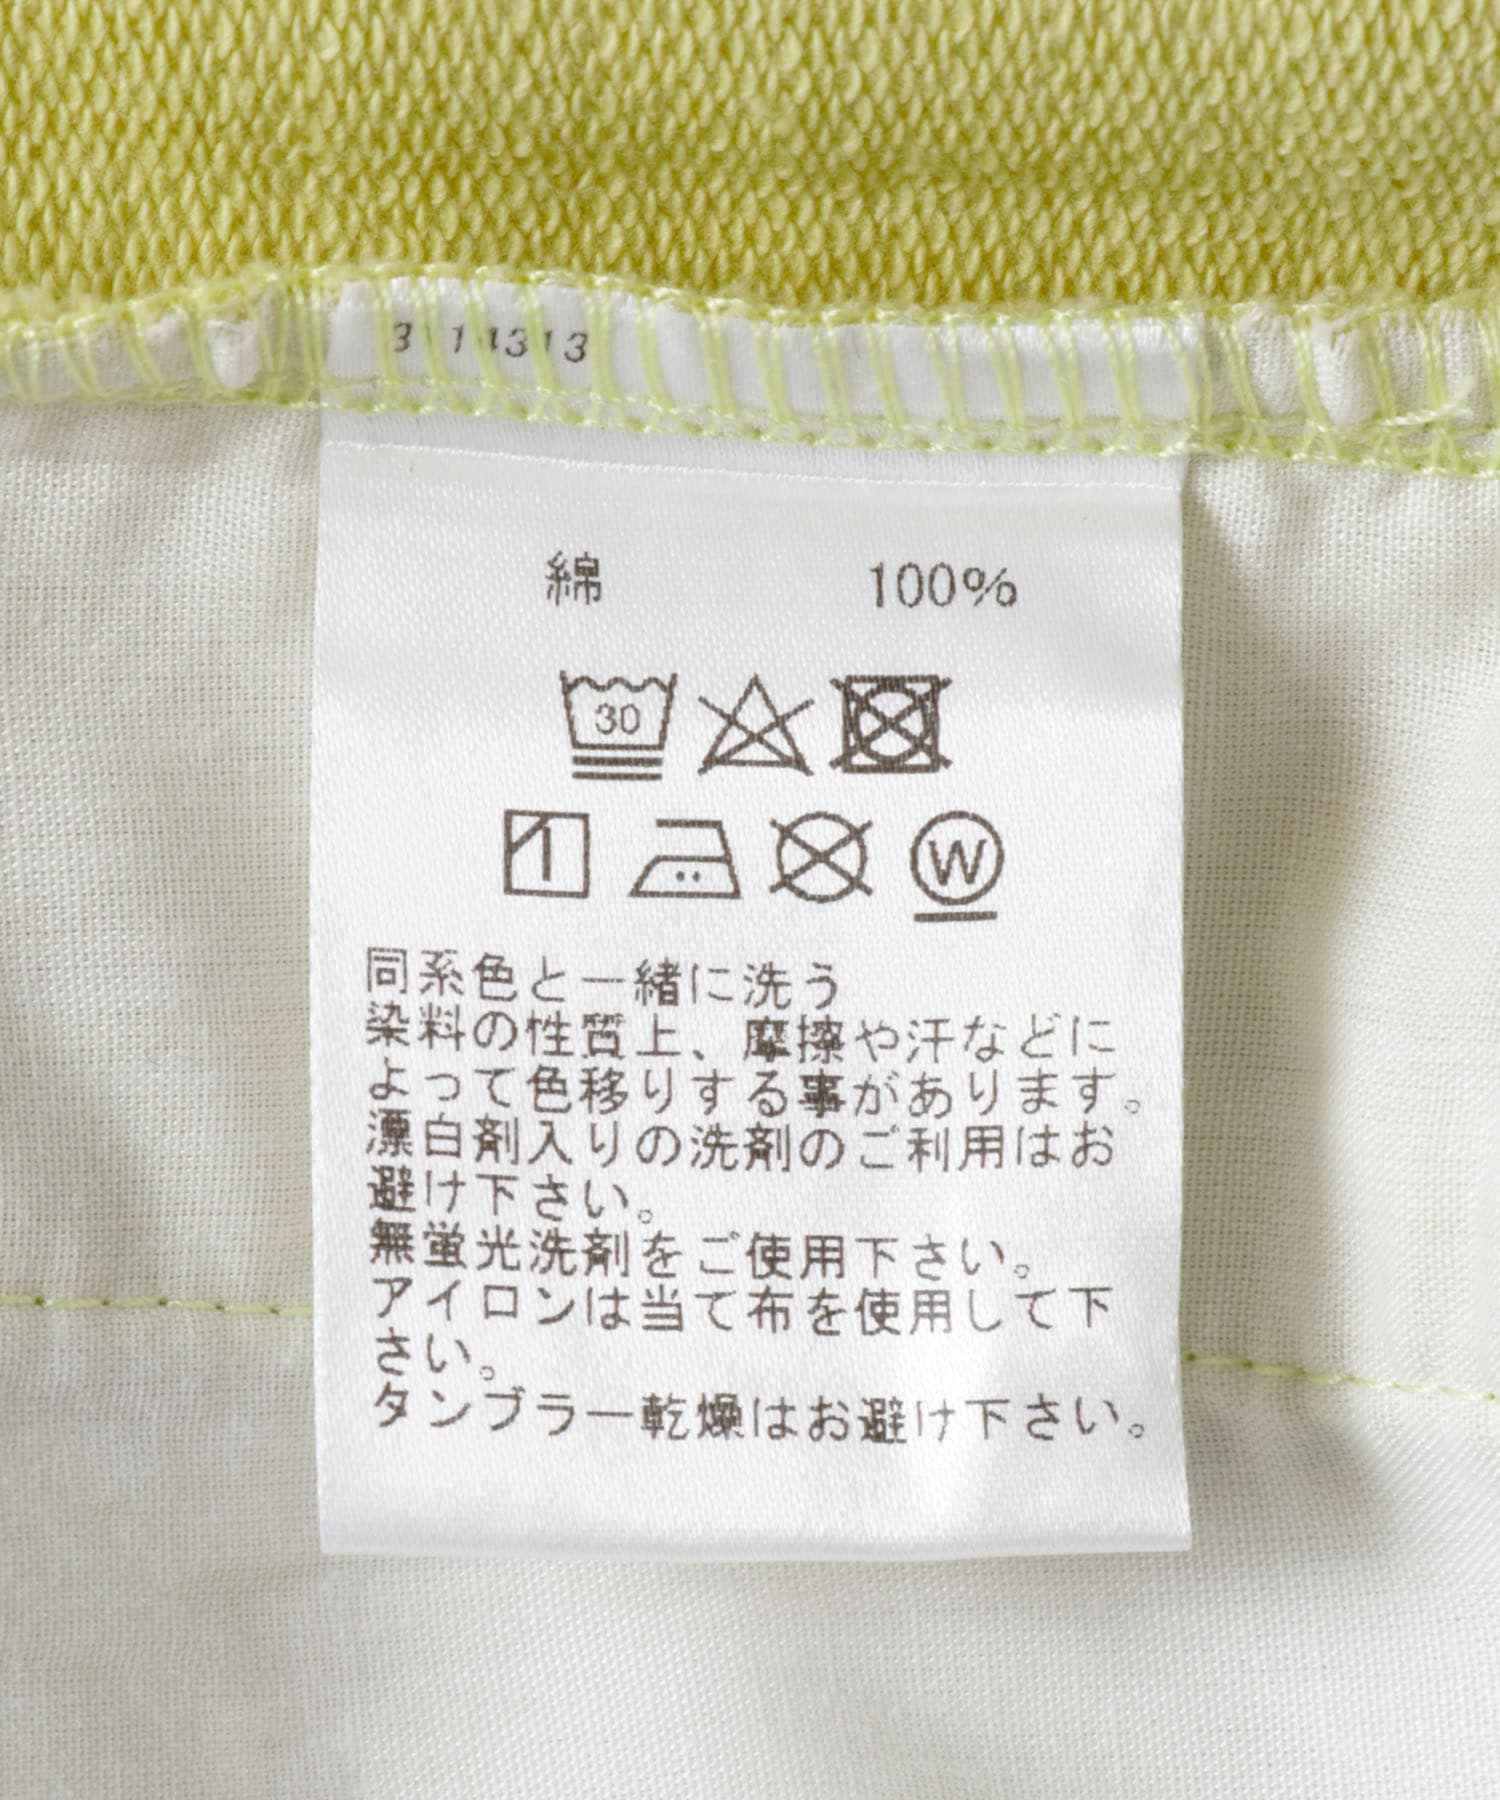 綿 100%
30
W
同系色と一緒に洗う
染料の性質上、摩擦や汗などに
よって色移りする事があります。
漂白剤入りの洗剤のご利用はお
避け下さい。
無蛍光洗剤をご使用下さい。
アイロンは当て布を使用して下
さい。
タンブラー乾燥はお避け下さい。